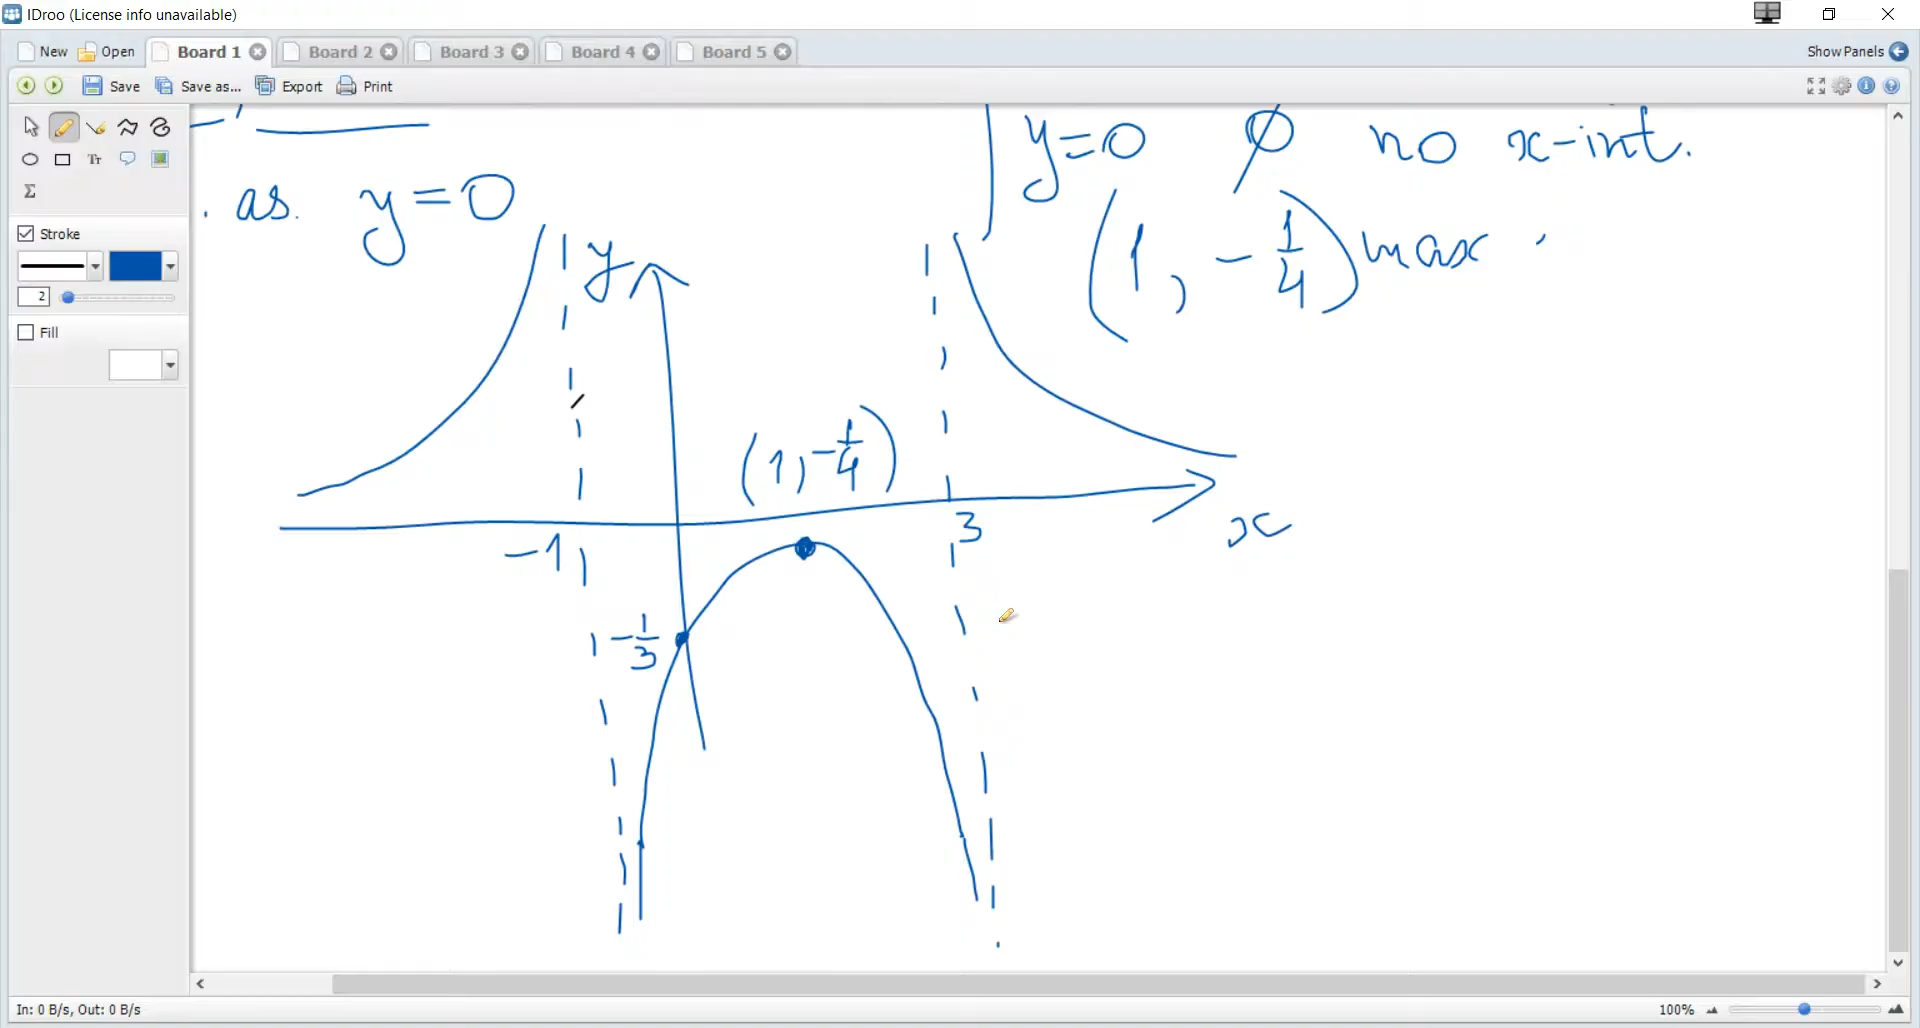 IDroo (License info unavailable)
New Open Board 1 Board 2 Board 3 Board 4 Board 5 Show Panels
Save Save as... Export Print
Tт
Σ
Stroke
2
Fill
y=0 ∅ no x-int.
. as. y=0
(1, -1/4) max.
y
(1, -1/4)
-1
3
x
-1/3
In: 0 B/s, Out: 0 B/s 100%